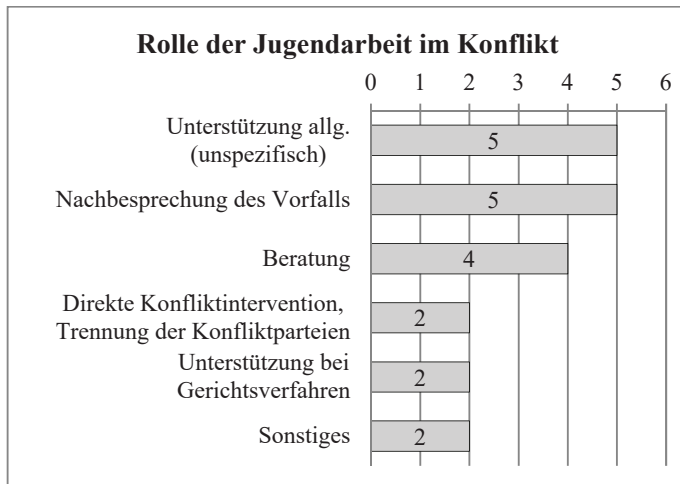 Rolle der Jugendarbeit im Konflikt
0 1 2 3 4 5 6
Unterstützung allg.
(unspezifisch)
5
Nachbesprechung des Vorfalls
5
Beratung
4
Direkte Konfliktintervention,
Trennung der Konfliktparteien
2
Unterstützung bei
Gerichtsverfahren
2
Sonstiges
2